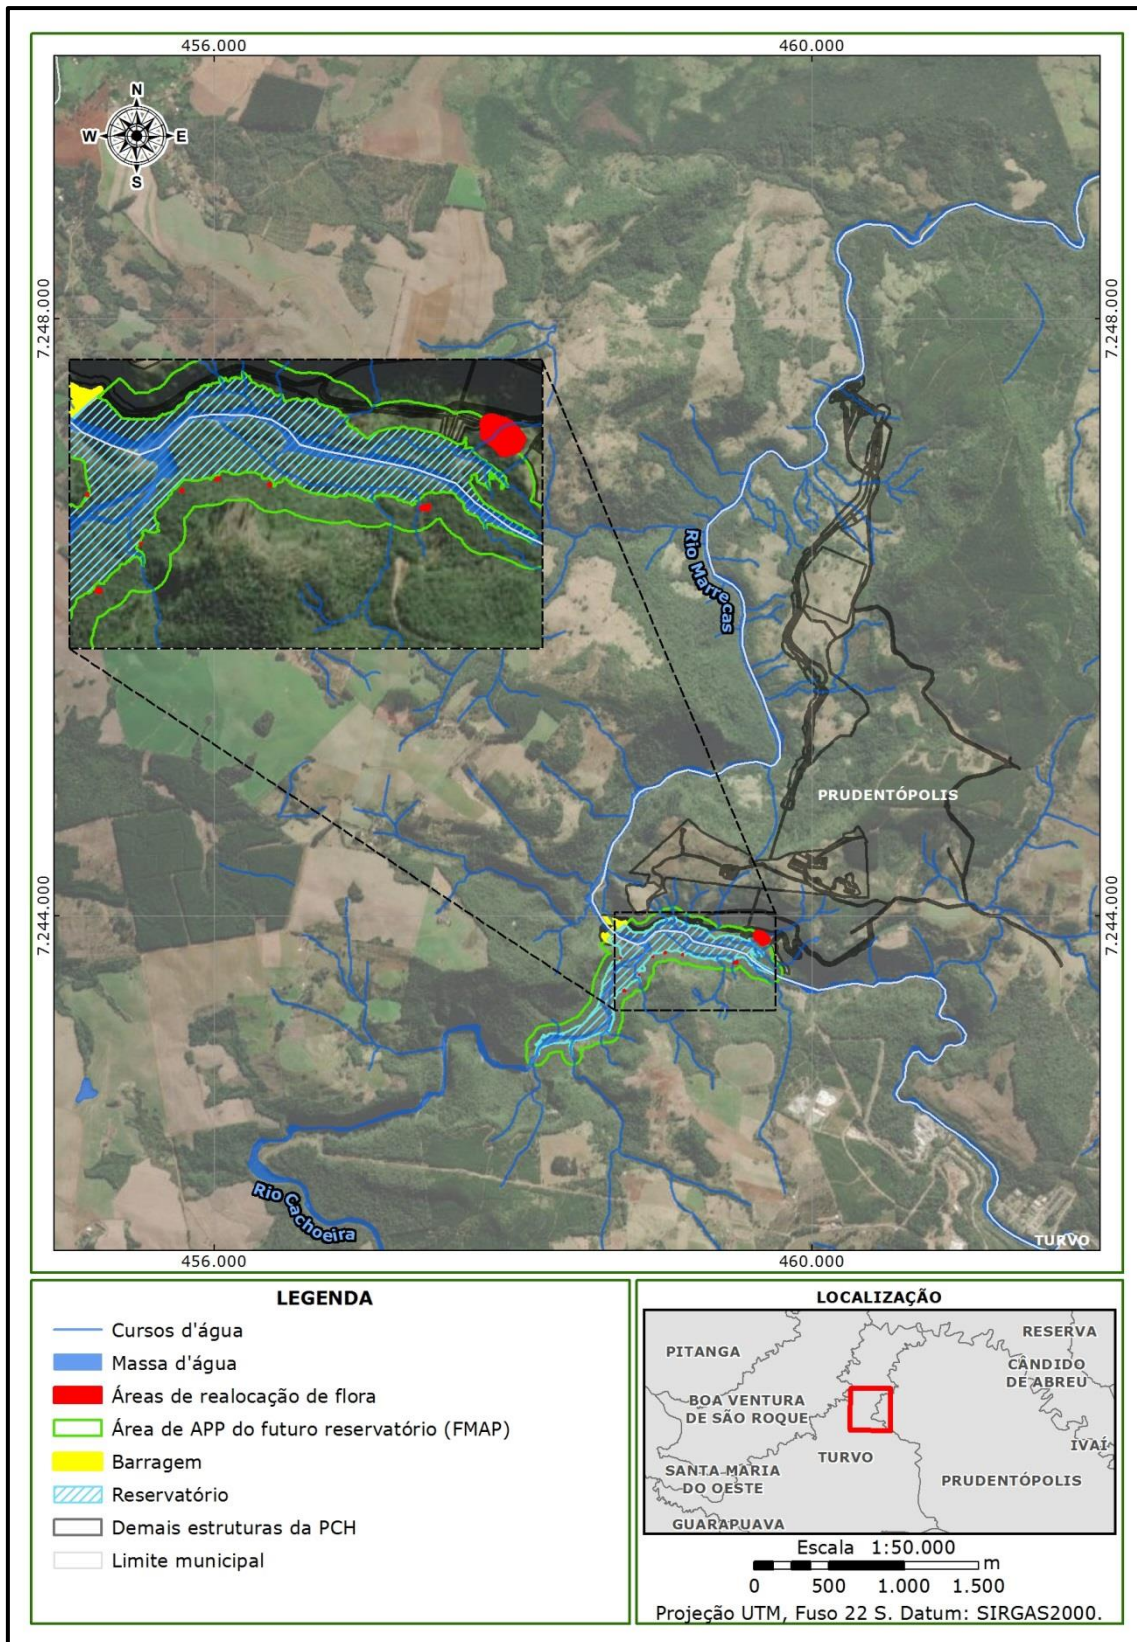 456.000
460.000
N
W
E
S
7.248.000
7.248.000
Rio Marrecas
PRUDENTÓPOLIS
7.244.000
7.244.000
Rio Cachoeira
TURVO
456.000
460.000
LEGENDA
Cursos d'água
Massa d'água
Áreas de realocação de flora
Área de APP do futuro reservatório (FMAP)
Barragem
Reservatório
Demais estruturas da PCH
Limite municipal
LOCALIZAÇÃO
RESERVA
PITANGA
CÂNDIDO
DE ABREU
BOA VENTURA
DE SÃO ROQUE
IVAÍ
TURVO
SANTA MARIA
DO OESTE
PRUDENTÓPOLIS
GUARAPUAVA
Escala 1:50.000
m
0 500 1.000 1.500
Projeção UTM, Fuso 22 S. Datum: SIRGAS2000.